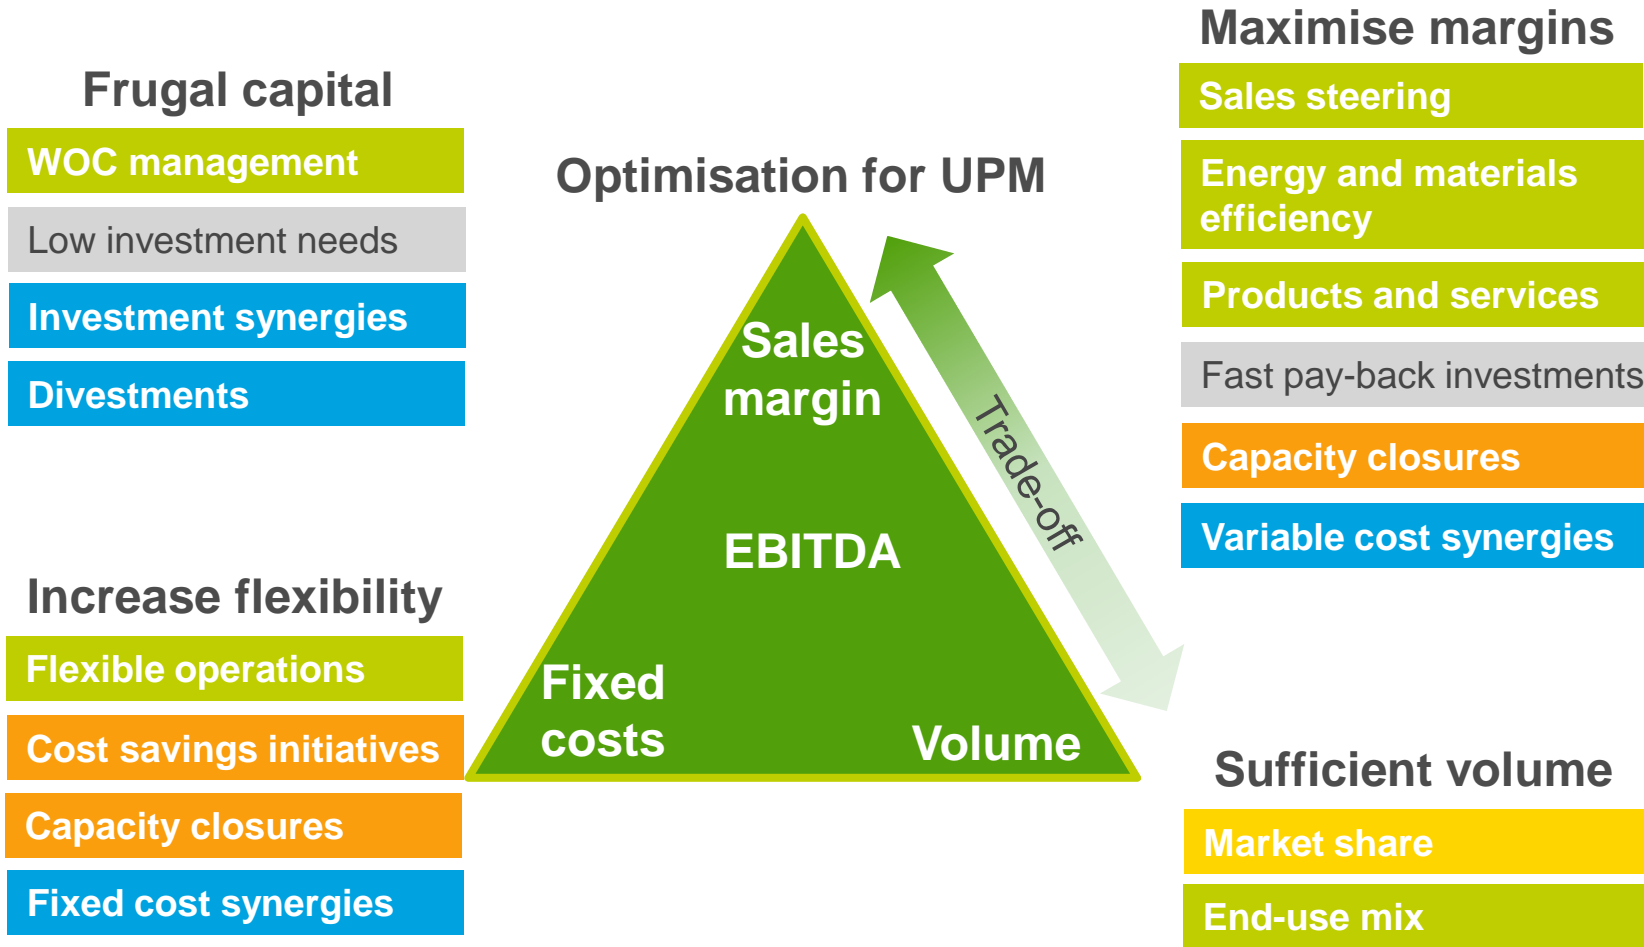 Frugal capital
WOC management
Low investment needs
Investment synergies
Divestments
Increase flexibility
Flexible operations
Cost savings initiatives
Capacity closures
Fixed cost synergies
Optimisation for UPM
Sales
margin
EBITDA
Fixed
costs
Volume
Trade-off
Maximise margins
Sales steering
Energy and materials
efficiency
Products and services
Fast pay-back investments
Capacity closures
Variable cost synergies
Sufficient volume
Market share
End-use mix